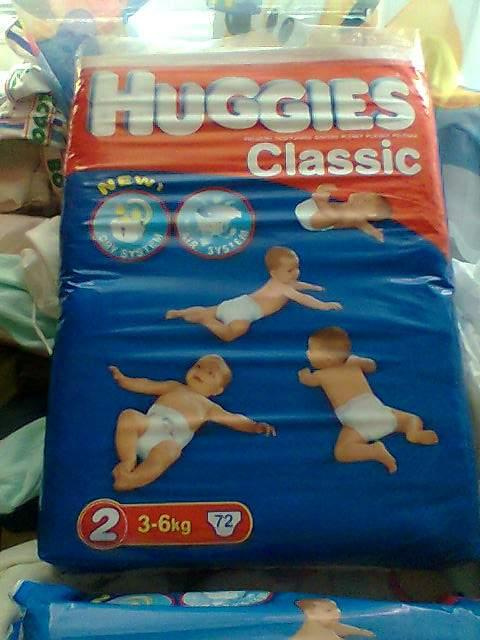 HUGGIES
Classic
NEW!
DRY SYSTEM
AIR SYSTEM
2 3-6kg 72